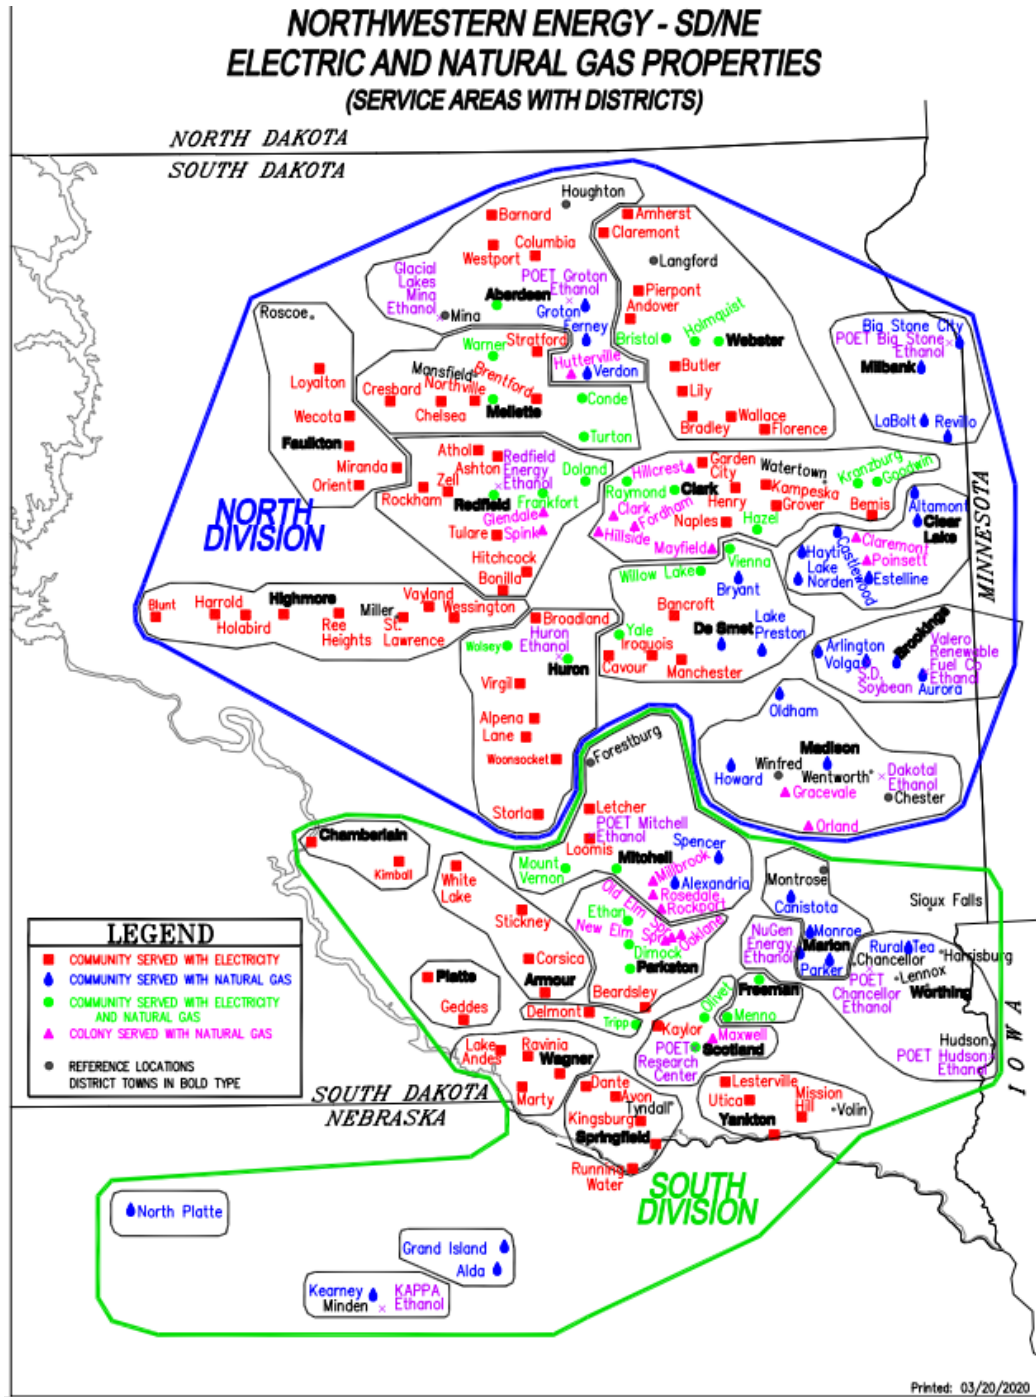 NORTHWESTERN ENERGY - SD/NE
ELECTRIC AND NATURAL GAS PROPERTIES
(SERVICE AREAS WITH DISTRICTS)
NORTH DAKOTA
SOUTH DAKOTA
Houghton
Barnard
Amherst
Claremont
Columbia
Westport
Langford
Glacial
Lakes
Mina
Ethanol
POET Groton
Ethanol
Aberdeen
Pierpont
Andover
Roscoe
Mina
Groton
Ferney
Big Stone City
POET Big Stone
Ethanol
Milbank
Warner
Stratford
Bristol
Holmquist
Webster
Hutterville
Verdon
Loyalton
Mansfield
Brentford
Northville
Cresbard
Chelsea
Mellette
Conde
Butler
Lily
Wecota
Faulkton
Turton
Bradley
Wallace
Florence
LaBolt
Revillo
Miranda
Orient
Athol
Ashton
Zell
Rockham
Redfield
Energy
Ethanol
Redfield
Doland
Frankfort
Glendale
Spink
Tulare
Hillcrest
Raymond
Clark
Garden
City
Watertown
Henry
Kampeska
Grover
Kranzburg
Goodwin
Clark
Fordham
Hillside
Naples
Hazel
Bemis
Mayfield
Altamont
Clear
Lake
NORTH
DIVISION
Hitchcock
Bonilla
Willow Lake
Vienna
Bryant
Hayti
Lake
Norden
Castlewood
Claremont
Poinsett
Estelline
MINNESOTA
Blunt
Harrold
Holabird
Highmore
Ree
Heights
Miller
St.
Lawrence
Vayland
Wessington
Broadland
Huron
Ethanol
Wolsey
Huron
Bancroft
De Smet
Lake
Preston
Yale
Iroquois
Cavour
Manchester
Arlington
Volga
Brookings
S.D.
Soybean
Valero
Renewable
Fuel Co
Ethanol
Aurora
Virgil
Alpena
Lane
Woonsocket
Storla
Oldham
Forestburg
Madison
Winfred
Wentworth
Howard
Gracevale
Dakotal
Ethanol
Chester
Orland
Letcher
POET Mitchell
Ethanol
Loomis
Mitchell
Mount
Vernon
Spencer
Millbrook
Alexandria
Rosedale
Rockport
Chamberlain
Kimball
White
Lake
Stickney
Montrose
Canistota
Sioux Falls
Old Elm Spr
Ethan
New Elm Spr
Oaklane
Dimock
Parkston
NuGen
Energy
Ethanol
Monroe
Marion
Parker
Rural
Tea
Chancellor
Harrisburg
Lennox
POET
Chancellor
Ethanol
Worthing
Corsica
Armour
Platte
Geddes
Beardsley
Delmont
Tripp
Freeman
Olivet
Menno
Kaylor
Maxwell
POET
Research
Center
Scotland
Hudson
POET Hudson
Ethanol
IOWA
Lake
Andes
Ravinia
Wagner
Marty
Dante
Avon
Tyndall
Kingsburg
Springfield
Running
Water
Lesterville
Utica
Mission
Hill
Yankton
Volin
LEGEND
COMMUNITY SERVED WITH ELECTRICITY
COMMUNITY SERVED WITH NATURAL GAS
COMMUNITY SERVED WITH ELECTRICITY
AND NATURAL GAS
COLONY SERVED WITH NATURAL GAS
REFERENCE LOCATIONS
DISTRICT TOWNS IN BOLD TYPE
SOUTH DAKOTA
NEBRASKA
SOUTH
DIVISION
North Platte
Grand Island
Alda
Kearney
Minden
KAPPA
Ethanol
Printed: 03/20/2020